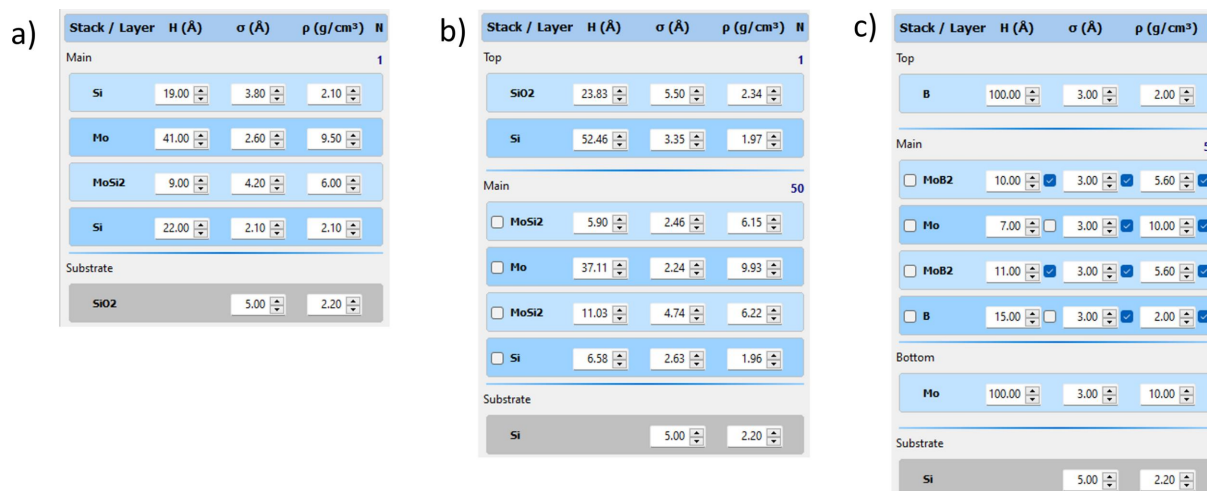 a)
Stack / Layer H (Å) σ (Å) ρ (g/cm³) N
Main 1
Si 19.00 3.80 2.10
Mo 41.00 2.60 9.50
MoSi2 9.00 4.20 6.00
Si 22.00 2.10 2.10
Substrate
SiO2 5.00 2.20
b)
Stack / Layer H (Å) σ (Å) ρ (g/cm³) N
Top 1
SiO2 23.83 5.50 2.34
Si 52.46 3.35 1.97
Main 50
MoSi2 5.90 2.46 6.15
Mo 37.11 2.24 9.93
MoSi2 11.03 4.74 6.22
Si 6.58 2.63 1.96
Substrate
Si 5.00 2.20
c)
Stack / Layer H (Å) σ (Å) ρ (g/cm³)
Top
B 100.00 3.00 2.00
Main
MoB2 10.00 3.00 5.60
Mo 7.00 3.00 10.00
MoB2 11.00 3.00 5.60
B 15.00 3.00 2.00
Bottom
Mo 100.00 3.00 10.00
Substrate
Si 5.00 2.20